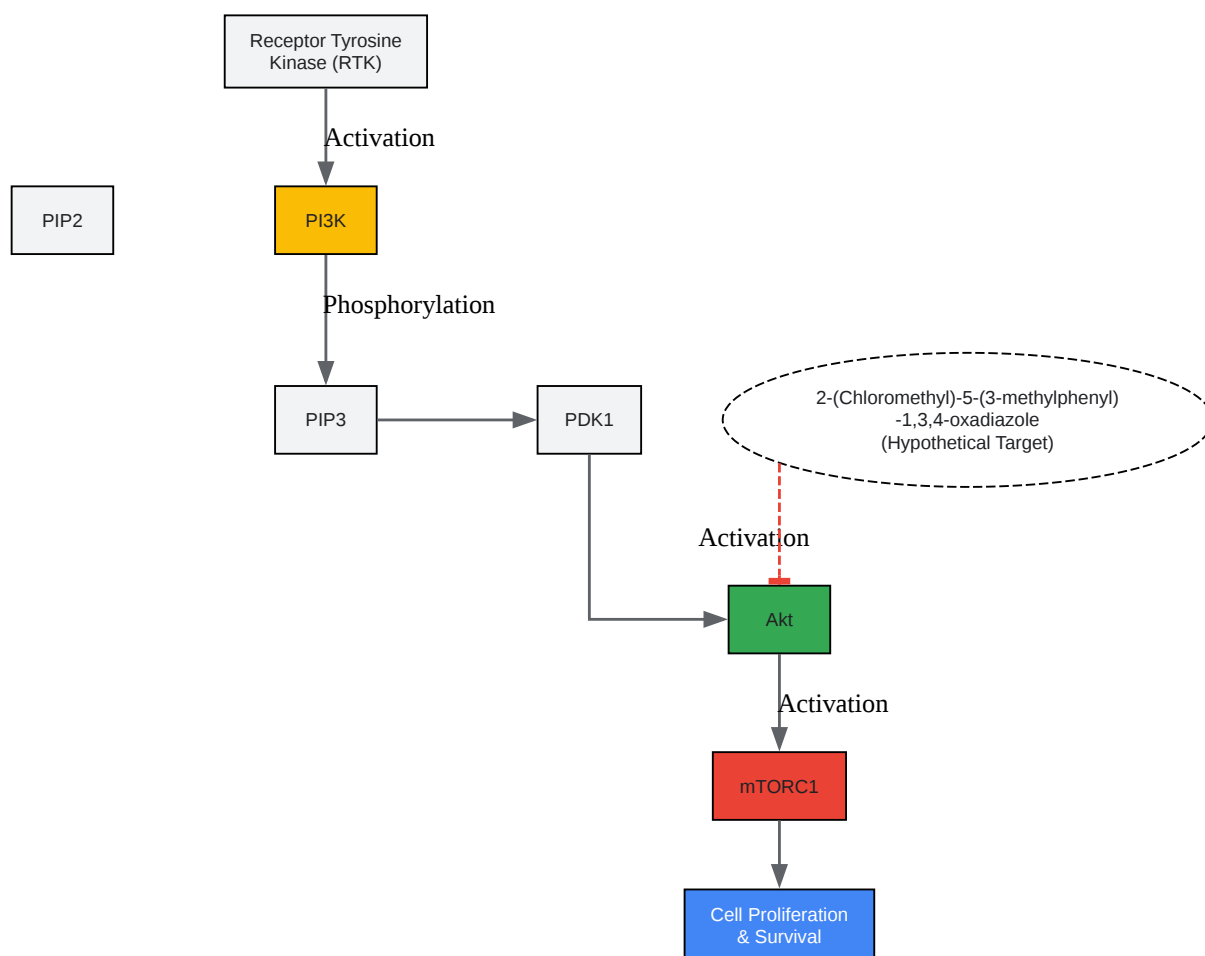 Receptor Tyrosine
Kinase (RTK)
Activation
PIP2
PI3K
Phosphorylation
PIP3
PDK1
2-(Chloromethyl)-5-(3-methylphenyl)
-1,3,4-oxadiazole
(Hypothetical Target)
Activation
Akt
Activation
mTORC1
Cell Proliferation
& Survival